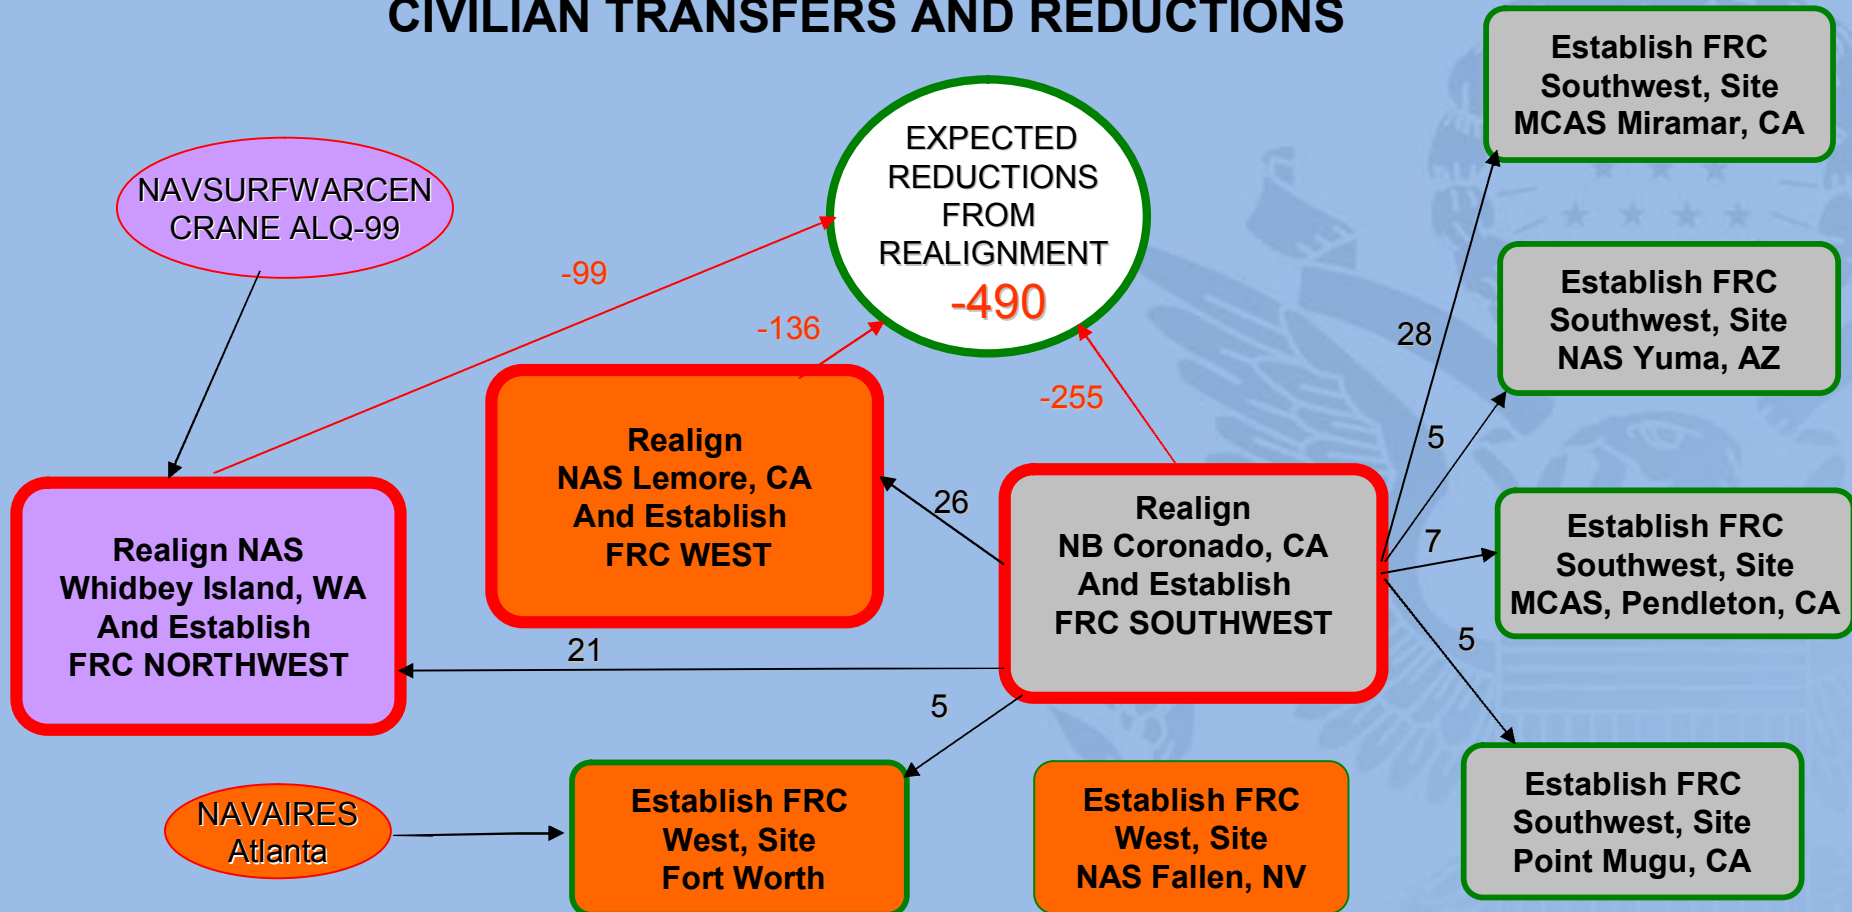 CIVILIAN TRANSFERS AND REDUCTIONS
Establish FRC
Southwest, Site
MCAS Miramar, CA
EXPECTED
REDUCTIONS
FROM
REALIGNMENT
-490
NAVSURFWARCEN
CRANE ALQ-99
-99
-136
-255
28
Establish FRC
Southwest, Site
NAS Yuma, AZ
5
Realign
NAS Lemore, CA
And Establish
FRC WEST
26
Realign
NB Coronado, CA
And Establish
FRC SOUTHWEST
7
Establish FRC
Southwest, Site
MCAS, Pendleton, CA
Realign NAS
Whidbey Island, WA
And Establish
FRC NORTHWEST
21
5
5
NAVAIRES
Atlanta
Establish FRC
West, Site
Fort Worth
Establish FRC
West, Site
NAS Fallen, NV
Establish FRC
Southwest, Site
Point Mugu, CA